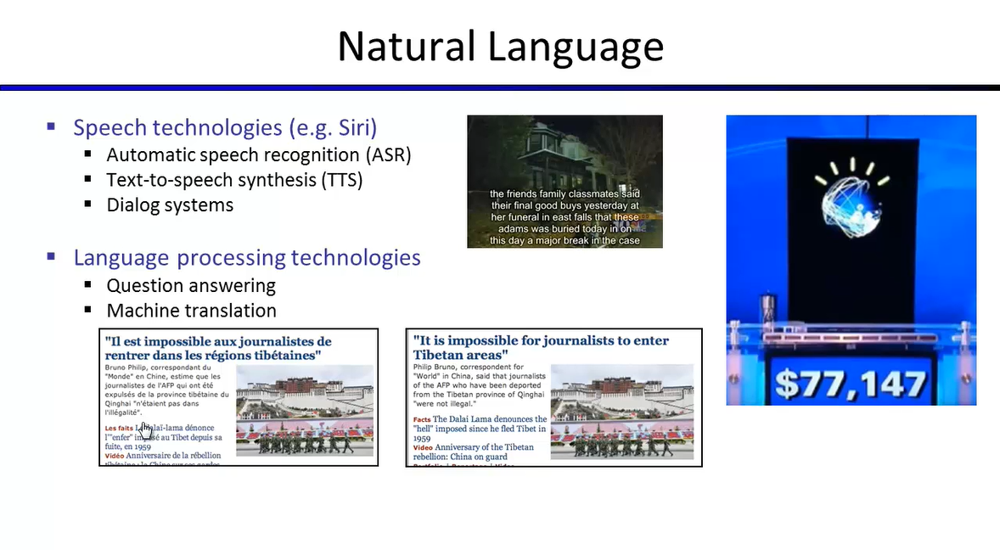 Natural Language
Speech technologies (e.g. Siri)
Automatic speech recognition (ASR)
Text-to-speech synthesis (TTS)
Dialog systems
the friends family classmates said
their final good buys yesterday at
her funeral in east falls that these
adams was buried today in on
this day a major break in the case
Language processing technologies
Question answering
Machine translation
"Il est impossible aux journalistes de
rentrer dans les régions tibétaines"
Bruno Philip, correspondant du
"Monde" en Chine, estime que les
journalistes de l'AFP qui ont été
expulsés de la province tibétaine du
Qinghai "n'étaient pas dans
l'illégalité".
Les faits dénonce
l'"enfer" au Tibet depuis sa
fuite, en 1959
Vidéo Anniversaire de la rébellion
tibétaine : la Chine sur ses gardes
"It is impossible for journalists to enter
Tibetan areas"
Philip Bruno, correspondent for
"World" in China, said that journalists
of the AFP who have been deported
from the Tibetan province of Qinghai
"were not illegal."
Facts The Dalai Lama denounces the
"hell" imposed since he fled Tibet in
1959
Video Anniversary of the Tibetan
rebellion: China on guard
$77,147